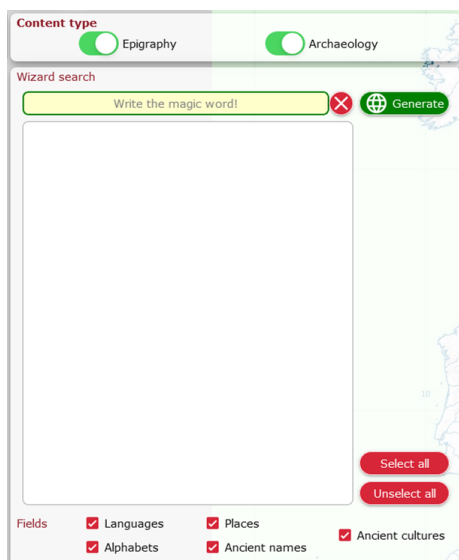 Content type
Epigraphy Archaeology
Wizard search
Write the magic word! Generate
10
Select all
Unselect all
Fields Languages Places Ancient cultures
Alphabets Ancient names